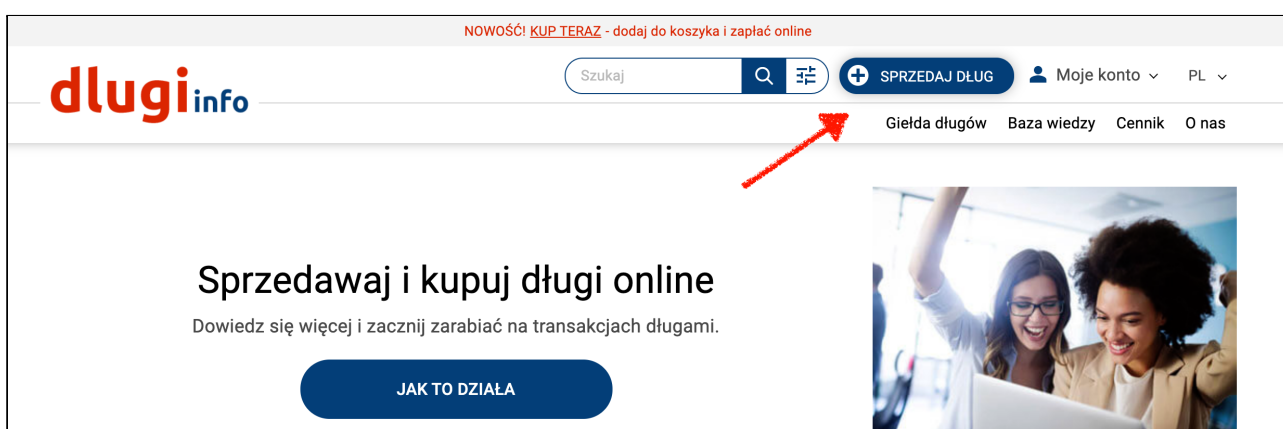 NOWOŚĆ! KUP TERAZ - dodaj do koszyka i zapłać online
dlugi info
Szukaj
SPRZEDAJ DŁUG
Moje konto
PL
Giełda długów Baza wiedzy Cennik O nas
Sprzedawaj i kupuj długi online
Dowiedz się więcej i zacznij zarabiać na transakcjach długami.
JAK TO DZIAŁA